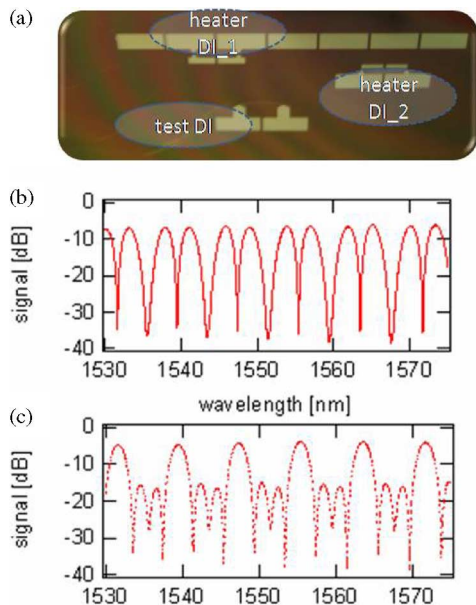 (a)
heater
DI_1
heater
DI_2
test DI
(b)
0
-10
-20
-30
-40
signal [dB]
1530 1540 1550 1560 1570
wavelength [nm]
(c)
0
-10
-20
-30
-40
signal [dB]
1530 1540 1550 1560 1570